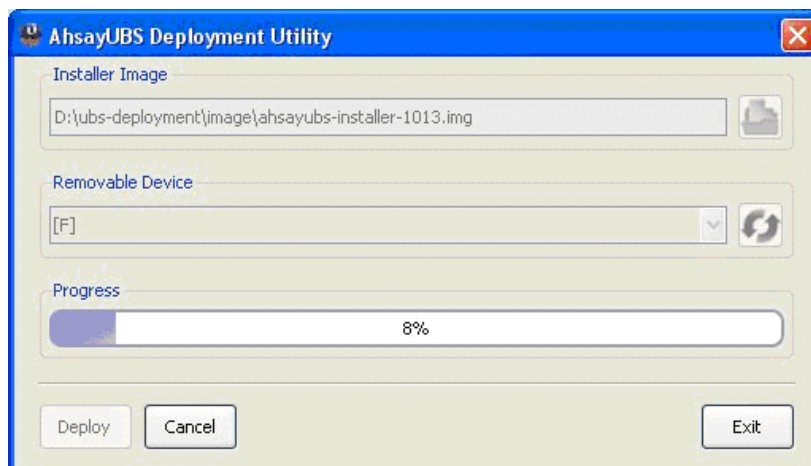 AhsayUBS Deployment Utility
Installer Image
D:\ubs-deployment\image\ahsayubs-installer-1013.img
Removable Device
[F]
Progress
8%
Deploy Cancel Exit